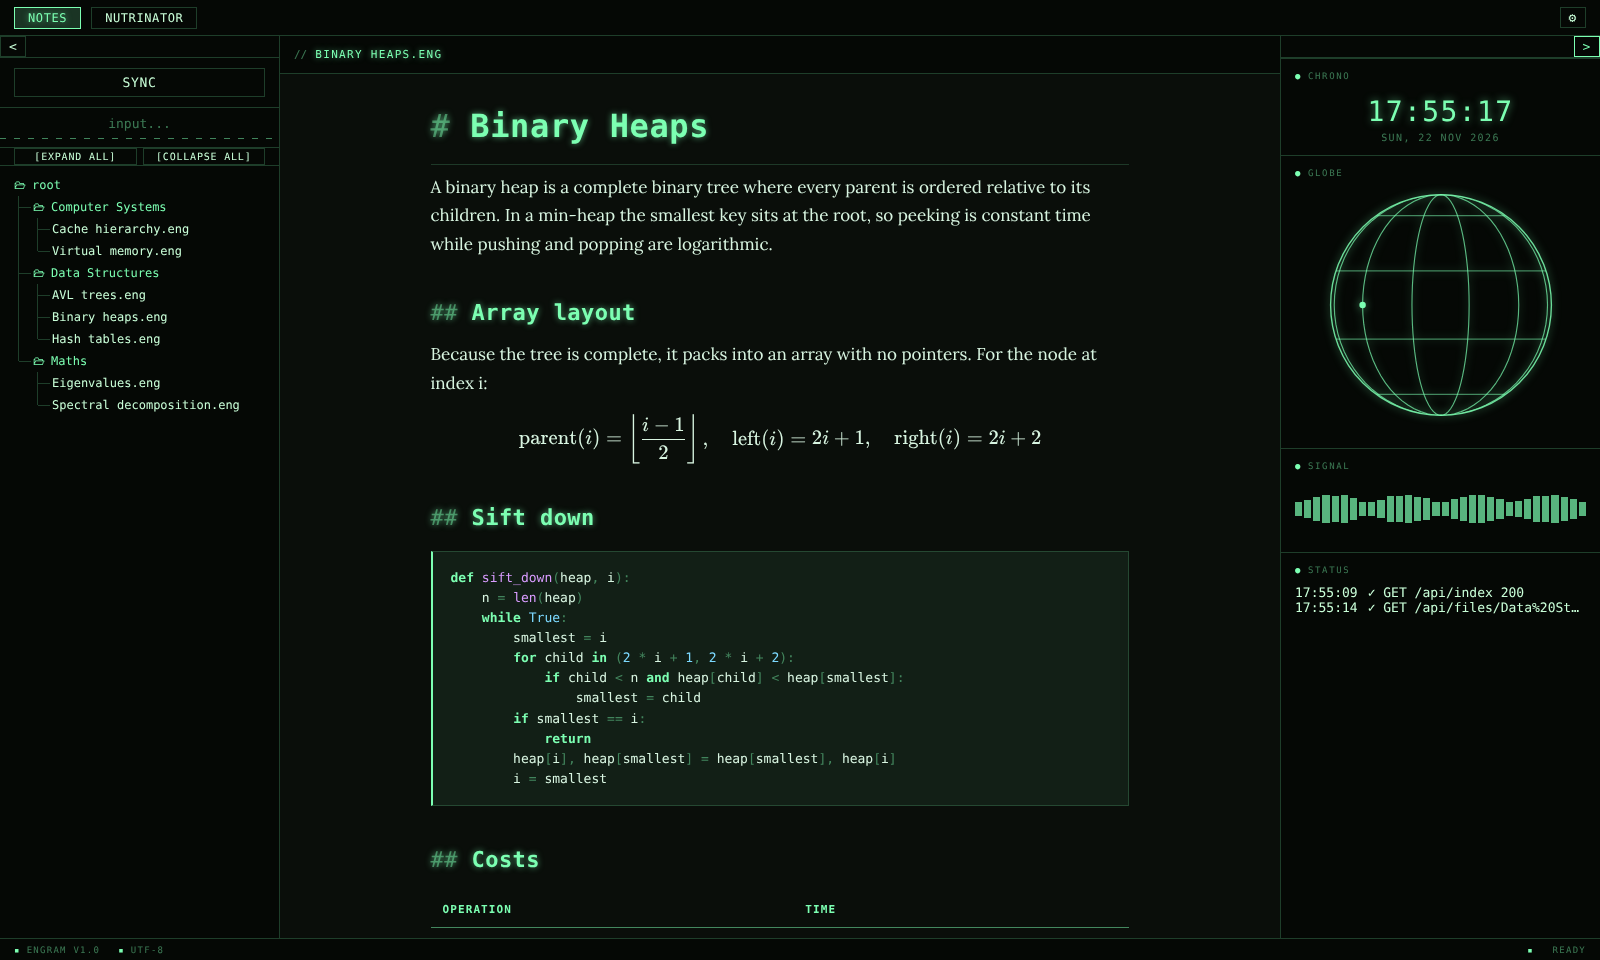 NOTES NUTRINATOR ⚙
<
SYNC
input...
[EXPAND ALL] [COLLAPSE ALL]
root
Computer Systems
Cache hierarchy.eng
Virtual memory.eng
Data Structures
AVL trees.eng
Binary heaps.eng
Hash tables.eng
Maths
Eigenvalues.eng
Spectral decomposition.eng
// BINARY HEAPS.ENG
# Binary Heaps
A binary heap is a complete binary tree where every parent is ordered relative to its
children. In a min-heap the smallest key sits at the root, so peeking is constant time
while pushing and popping are logarithmic.
## Array layout
Because the tree is complete, it packs into an array with no pointers. For the node at
index i:
parent(i) = ⌊(i − 1)/2⌋, left(i) = 2i + 1, right(i) = 2i + 2
## Sift down
def sift_down(heap, i):
    n = len(heap)
    while True:
        smallest = i
        for child in (2 * i + 1, 2 * i + 2):
            if child < n and heap[child] < heap[smallest]:
                smallest = child
        if smallest == i:
            return
        heap[i], heap[smallest] = heap[smallest], heap[i]
        i = smallest
## Costs
OPERATION TIME
>
● CHRONO
17:55:17
SUN, 22 NOV 2026
● GLOBE
● SIGNAL
● STATUS
17:55:09 ✓ GET /api/index 200
17:55:14 ✓ GET /api/files/Data%20St…
ENGRAM V1.0 UTF-8 READY